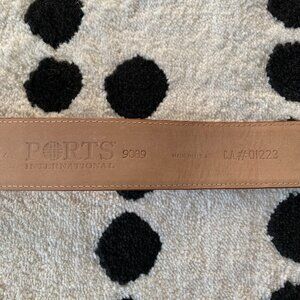 PORTS
INTERNATIONAL
9089
CA#01223